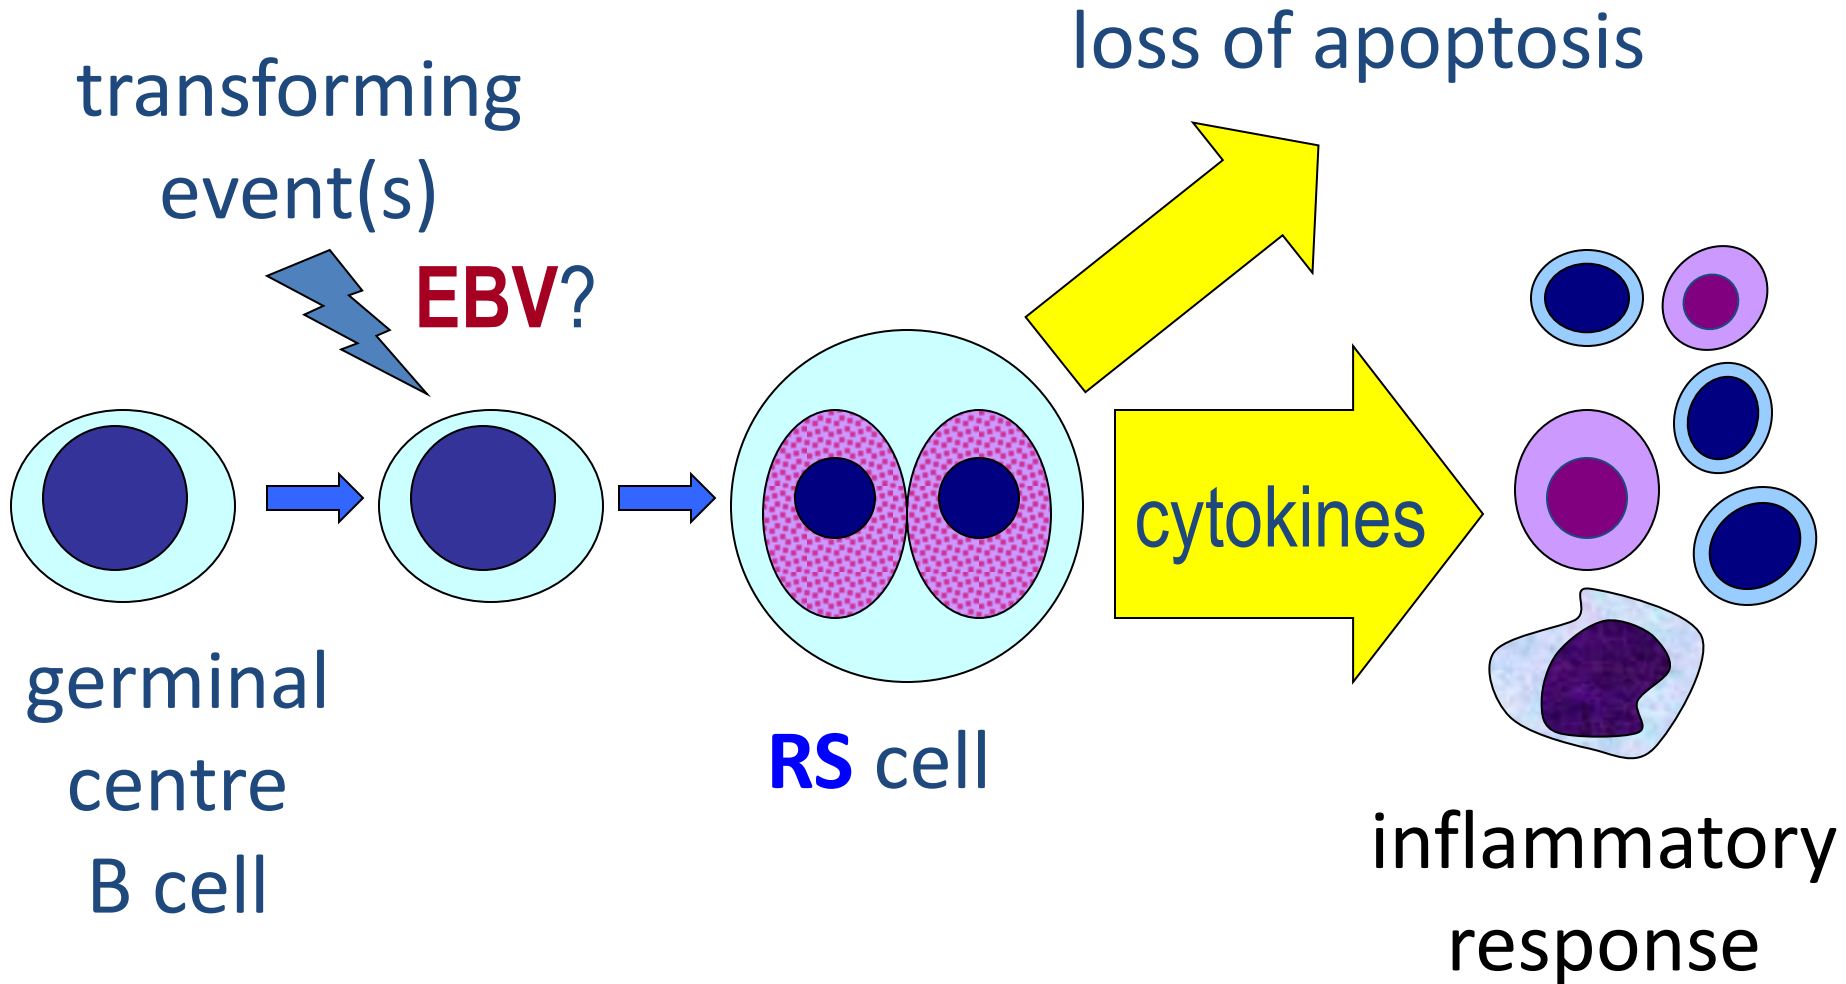 loss of apoptosis
transforming
event(s)
EBV?
cytokines
germinal
centre
B cell
RS cell
inflammatory
response